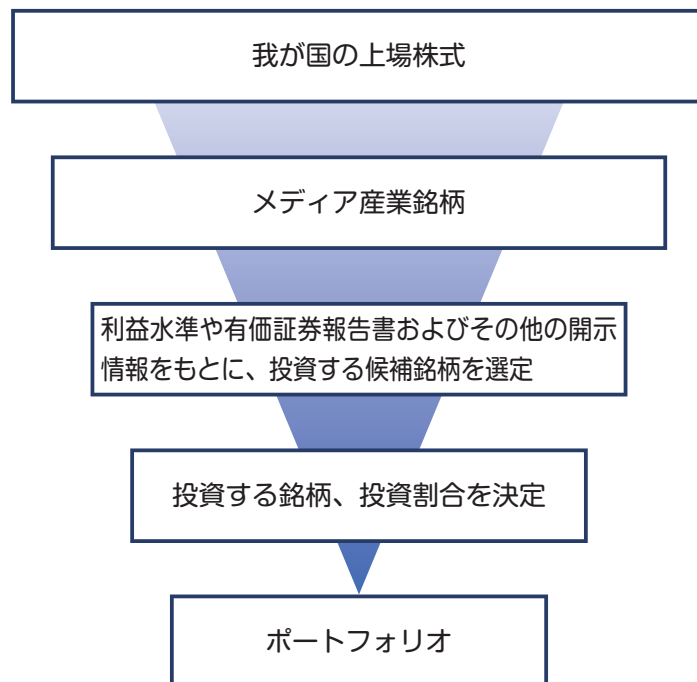 我が国の上場株式
メディア産業銘柄
利益水準や有価証券報告書およびその他の開示
情報をもとに、投資する候補銘柄を選定
投資する銘柄、投資割合を決定
ポートフォリオ